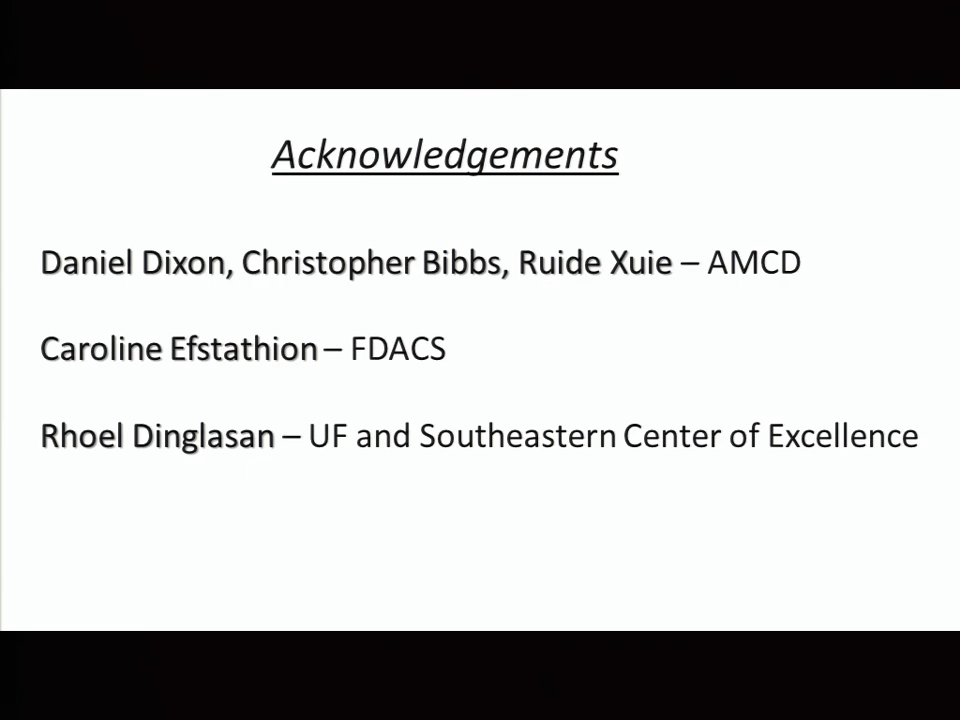 Acknowledgements
Daniel Dixon, Christopher Bibbs, Ruide Xuie – AMCD
Caroline Efstathion – FDACS
Rhoel Dinglasan – UF and Southeastern Center of Excellence